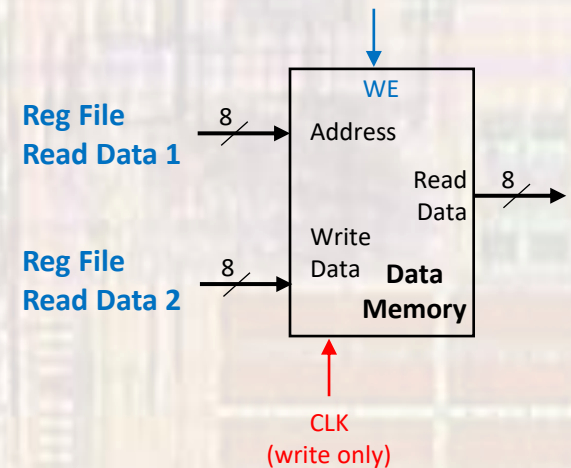 WE
Reg File
Read Data 1
8
Address
Read
Data
8
Reg File
Read Data 2
8
Write
Data
Data
Memory
CLK
(write only)